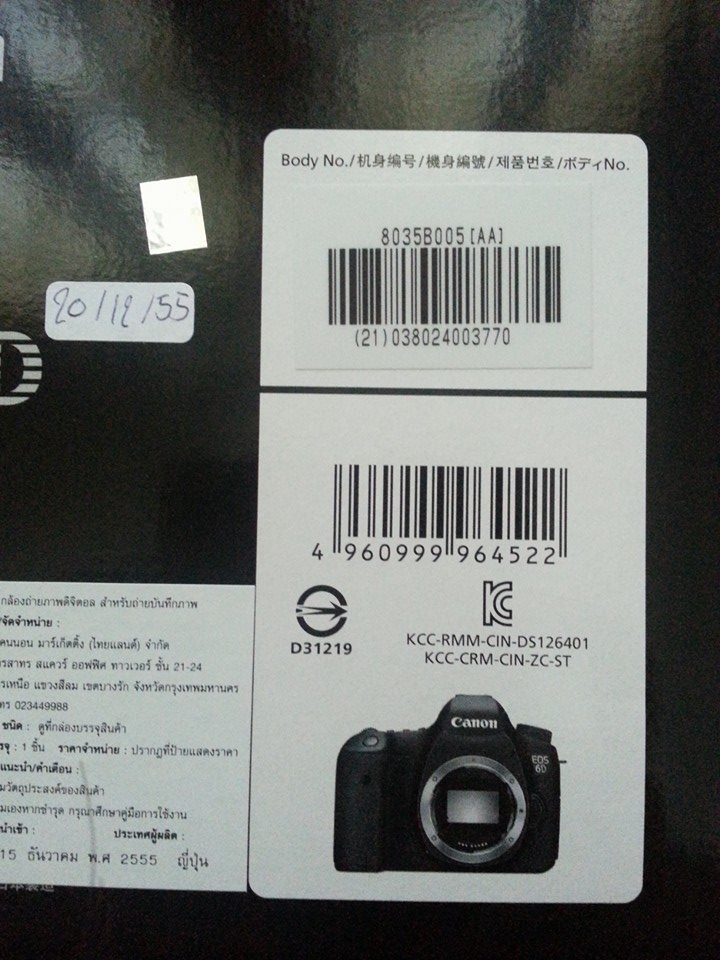 Body No./机身编号/機身編號/제품번호/ボディNo.
8035B005[AA]
(21)038024003770
20/12/55
D
4 960999 964522
D31219
KCC-RMM-CIN-DS126401
KCC-CRM-CIN-ZC-ST
Canon
EOS
6D
กล้องถ่ายภาพดิจิตอล สำหรับถ่ายบันทึกภาพ
/จัดจำหน่าย :
คนนอน มาร์เก็ตติ้ง (ไทยแลนด์) จำกัด
รสาทร สแควร์ ออฟฟิศ ทาวเวอร์ ชั้น 21-24
รเหนือ แขวงสีลม เขตบางรัก จังหวัดกรุงเทพมหานคร
ทร 023449988
ชนิด : ดูที่กล่องบรรจุสินค้า
รจุ : 1 ชิ้น ราคาจำหน่าย : ปรากฏที่ป้ายแสดงราคา
แนะนำ/คำเตือน :
มวัตถุประสงค์ของสินค้า
มเองหากชำรุด กรุณาศึกษาคู่มือการใช้งาน
นำเข้า : ประเทศผู้ผลิต :
15 ธันวาคม พ.ศ 2555 ญี่ปุ่น